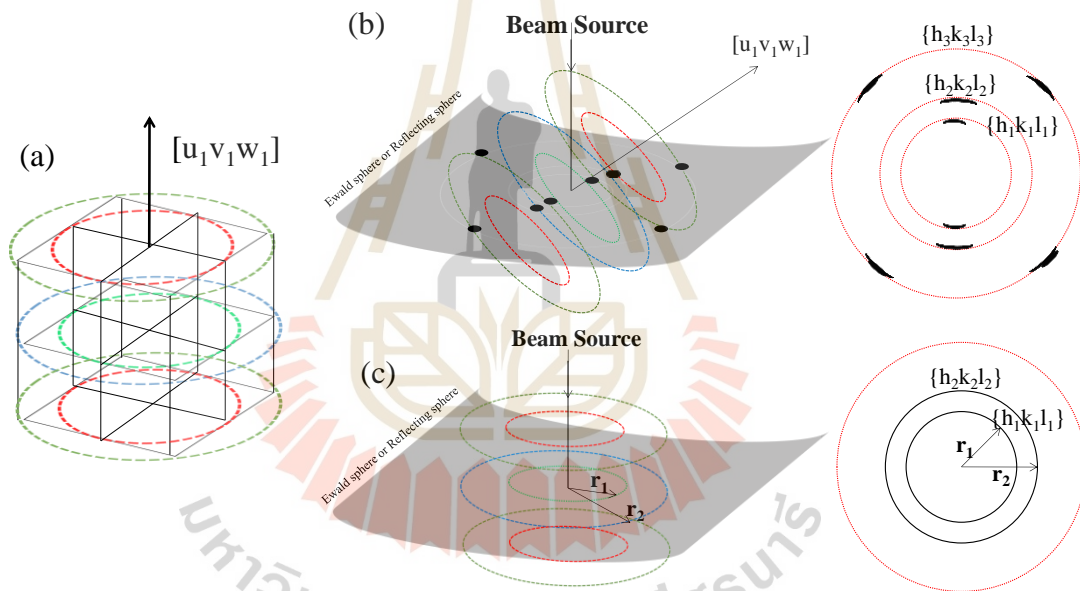 (a)
[u₁v₁w₁]
(b)
Beam Source
[u₁v₁w₁]
Ewald sphere or Reflecting sphere
{h₃k₃l₃}
{h₂k₂l₂}
{h₁k₁l₁}
Beam Source
(c)
Ewald sphere or Reflecting sphere
r₁
r₂
{h₂k₂l₂}
{h₁k₁l₁}
r₁
r₂